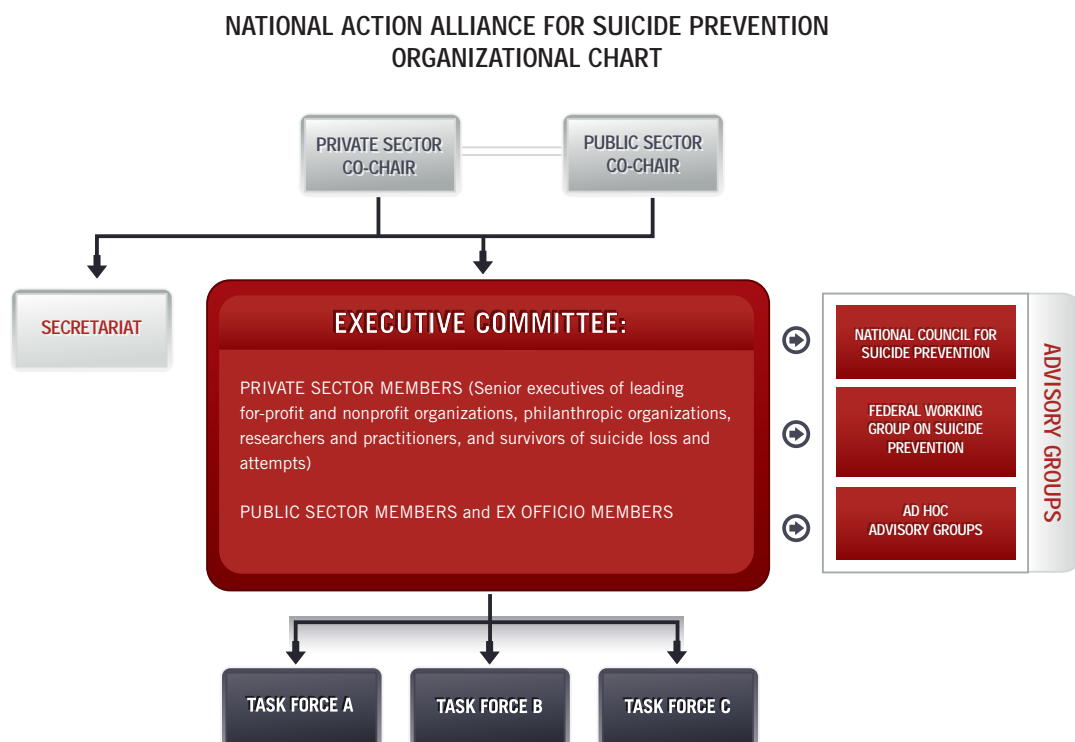 NATIONAL ACTION ALLIANCE FOR SUICIDE PREVENTION
ORGANIZATIONAL CHART
PRIVATE SECTOR
CO-CHAIR
PUBLIC SECTOR
CO-CHAIR
SECRETARIAT
EXECUTIVE COMMITTEE:
PRIVATE SECTOR MEMBERS (Senior executives of leading
for-profit and nonprofit organizations, philanthropic organizations,
researchers and practitioners, and survivors of suicide loss and
attempts)
PUBLIC SECTOR MEMBERS and EX OFFICIO MEMBERS
NATIONAL COUNCIL FOR
SUICIDE PREVENTION
FEDERAL WORKING
GROUP ON SUICIDE
PREVENTION
AD HOC
ADVISORY GROUPS
ADVISORY GROUPS
TASK FORCE A
TASK FORCE B
TASK FORCE C